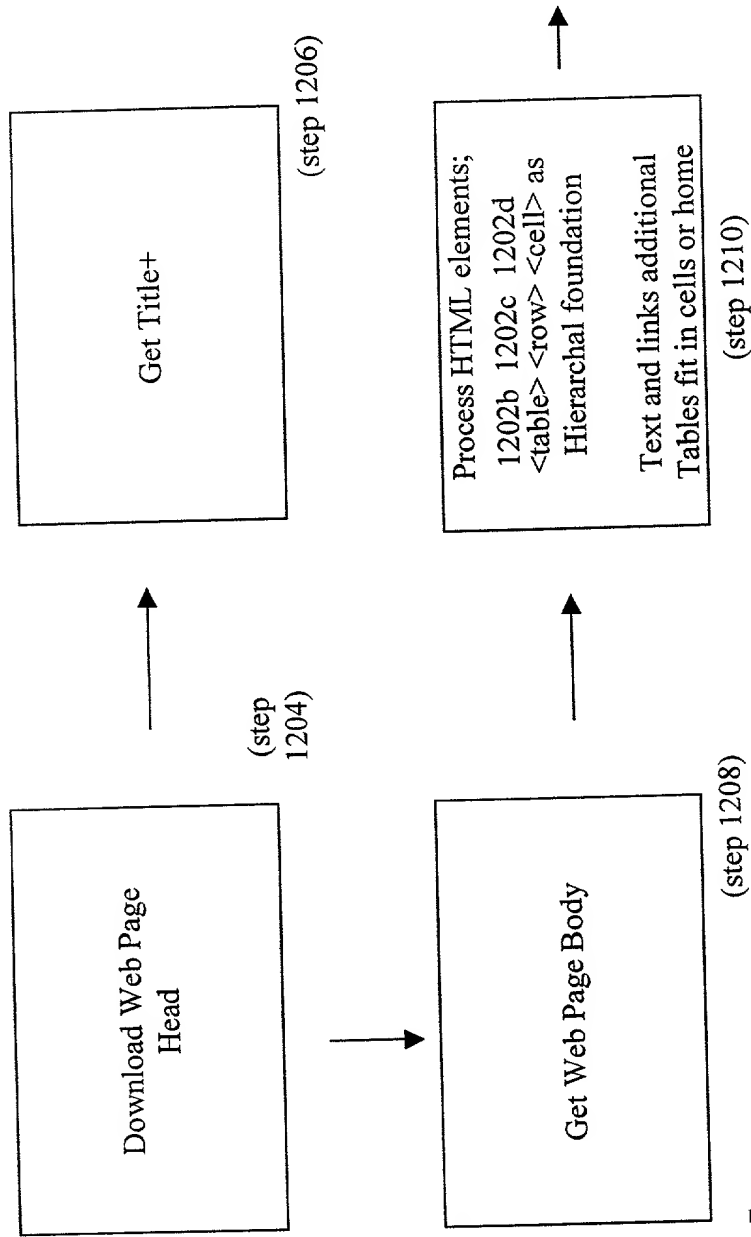 Download Web Page
Head
(step
1204)
Get Title+
(step 1206)
Get Web Page Body
(step 1208)
Process HTML elements;
1202b 1202c 1202d
<table> <row> <cell> as
Hierarchal foundation
Text and links additional
Tables fit in cells or home
(step 1210)